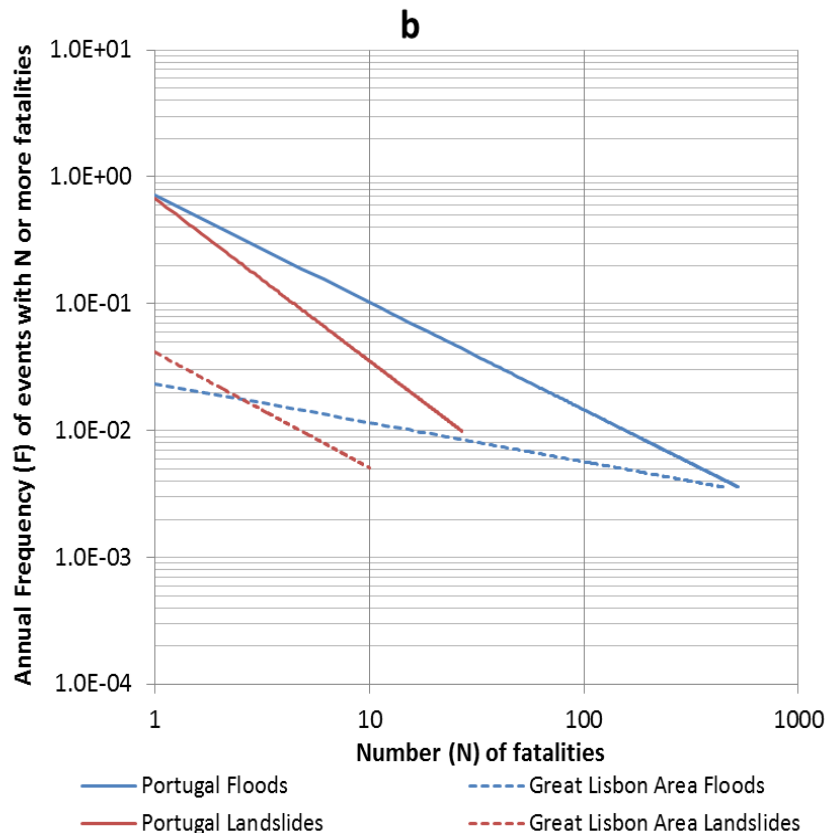 b
Annual Frequency (F) of events with N or more fatalities
1.0E+01
1.0E+00
1.0E-01
1.0E-02
1.0E-03
1.0E-04
1
10
100
1000
Number (N) of fatalities
Portugal Floods
Great Lisbon Area Floods
Portugal Landslides
Great Lisbon Area Landslides